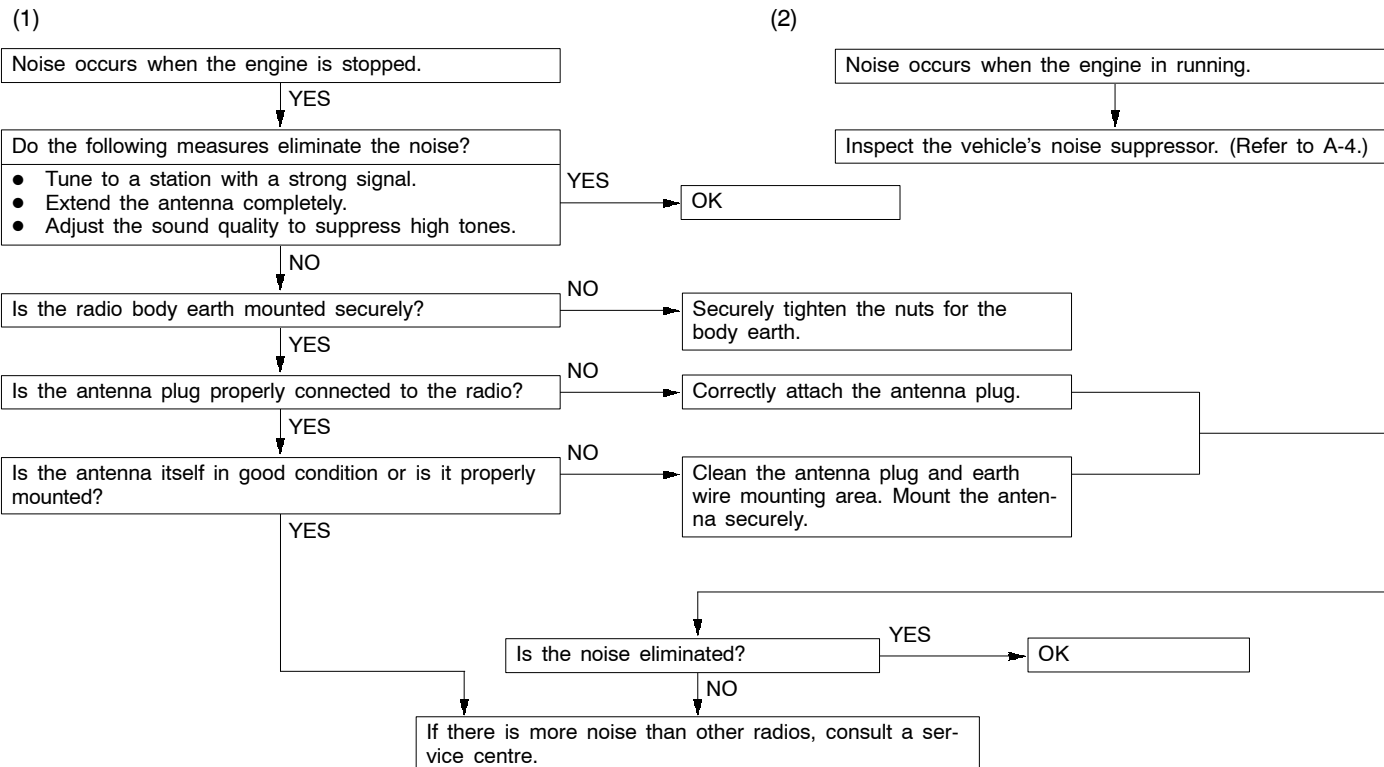 (1)
Noise occurs when the engine is stopped.
YES
Do the following measures eliminate the noise?
● Tune to a station with a strong signal.
● Extend the antenna completely.
● Adjust the sound quality to suppress high tones.
YES
OK
NO
Is the radio body earth mounted securely?
NO
Securely tighten the nuts for the
body earth.
YES
Is the antenna plug properly connected to the radio?
NO
Correctly attach the antenna plug.
YES
Is the antenna itself in good condition or is it properly
mounted?
NO
Clean the antenna plug and earth
wire mounting area. Mount the anten-
na securely.
YES
Is the noise eliminated?
YES
OK
NO
If there is more noise than other radios, consult a ser-
vice centre.
(2)
Noise occurs when the engine in running.
Inspect the vehicle's noise suppressor. (Refer to A-4.)